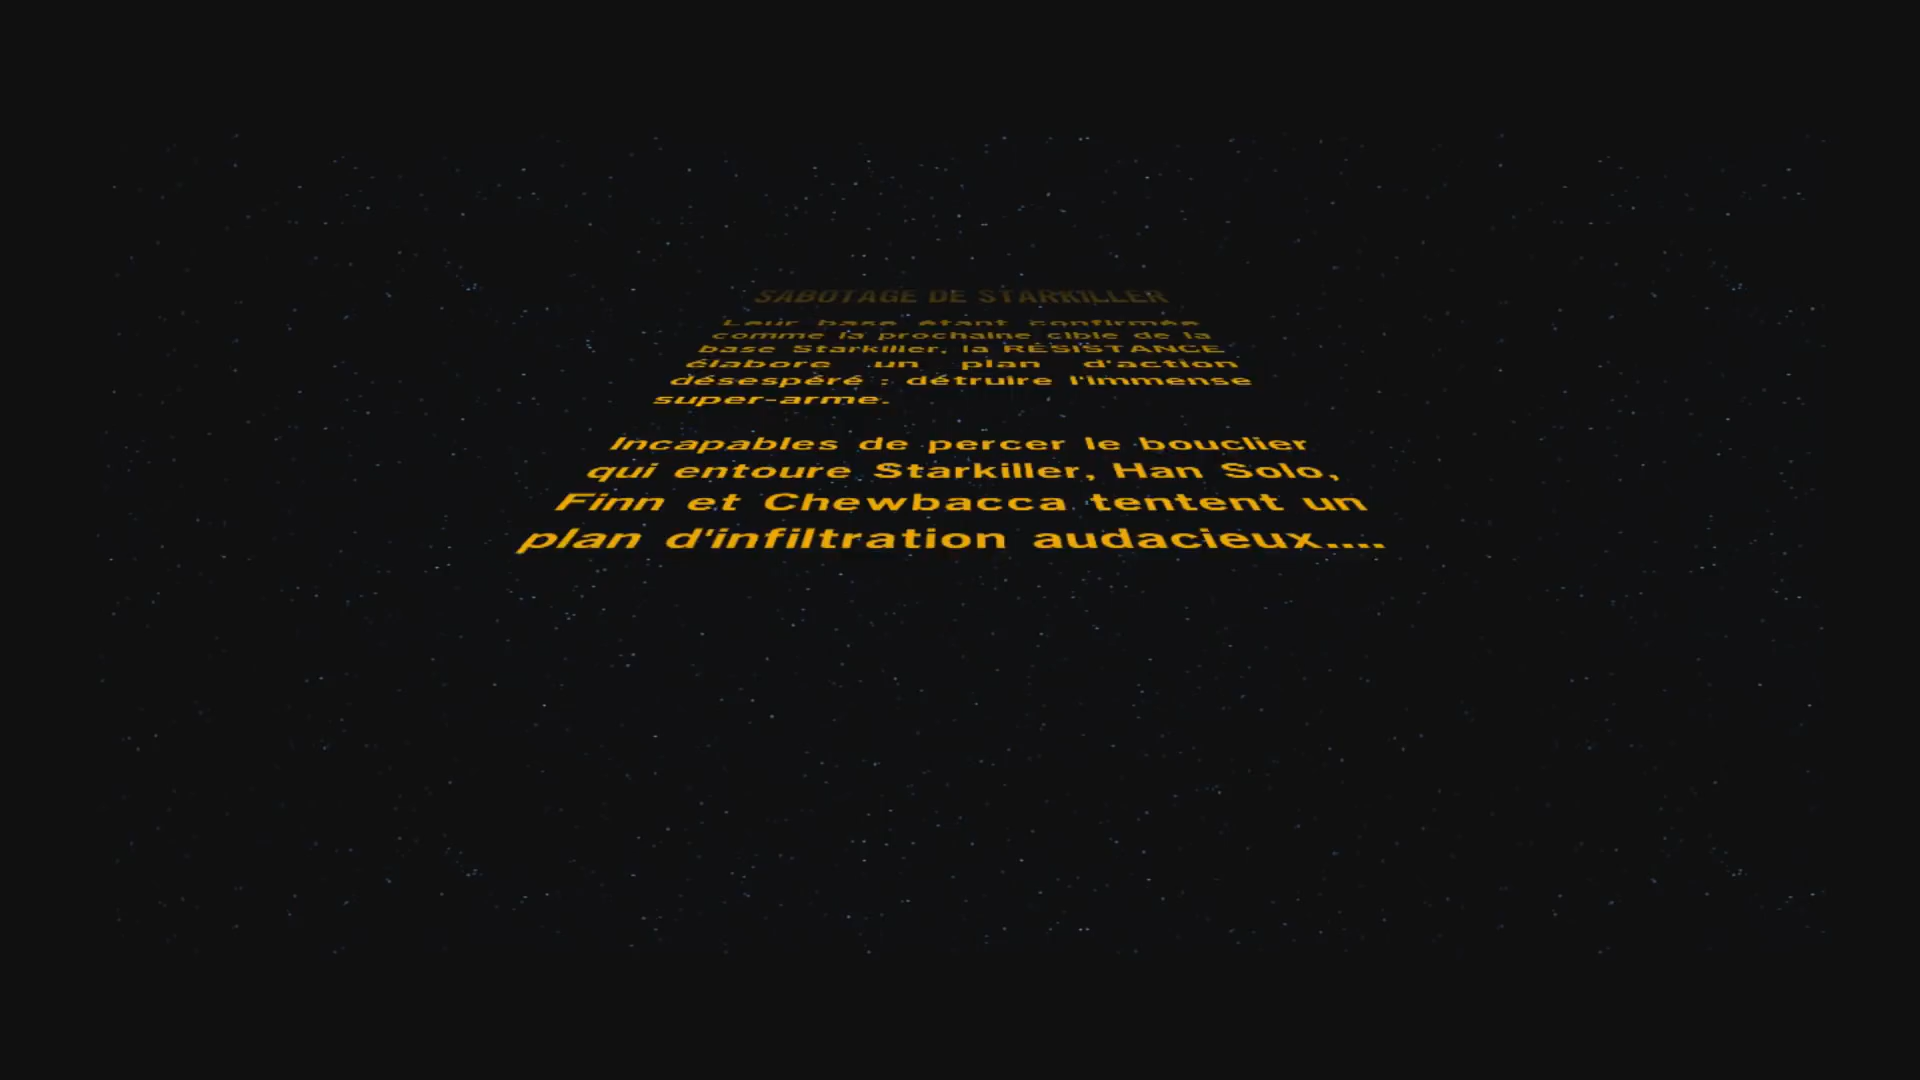 SABOTAGE DE STARKILLER
Leur base étant confirmée
comme la prochaine cible de la
base Starkiller, la RÉSISTANCE
élabore un plan d'action
désespéré : détruire l'immense
super-arme.
Incapables de percer le bouclier
qui entoure Starkiller, Han Solo,
Finn et Chewbacca tentent un
plan d'infiltration audacieux....